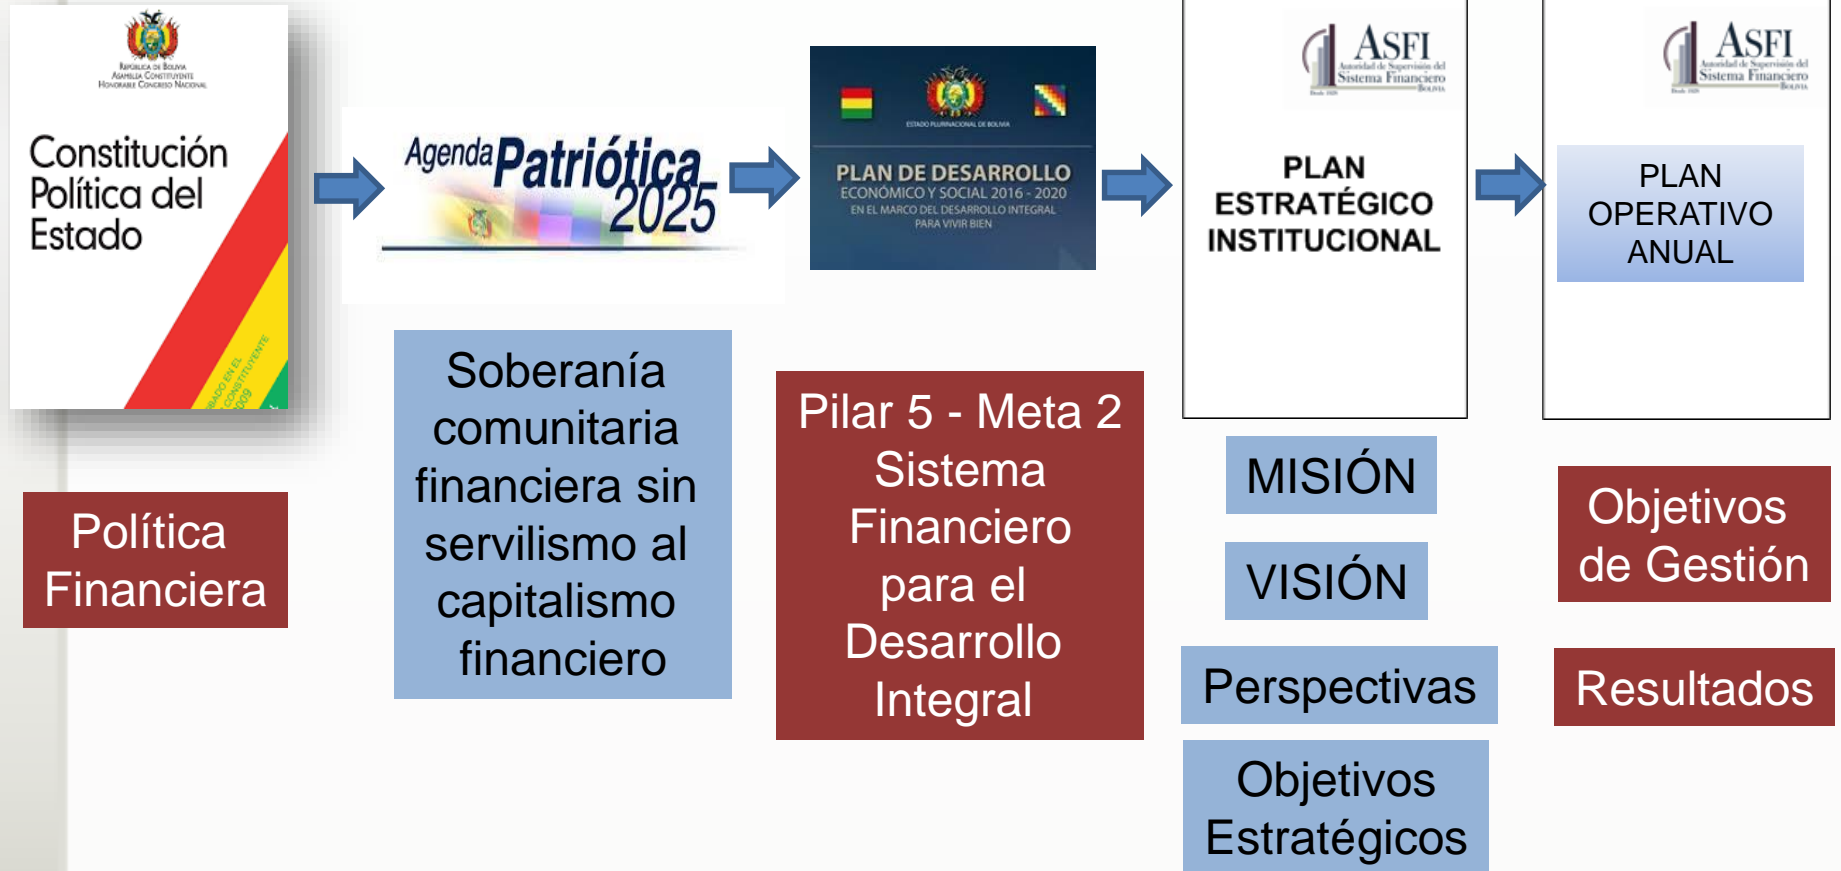 REPÚBLICA DE BOLIVIA
ASAMBLEA CONSTITUYENTE
HONORABLE CONGRESO NACIONAL
Constitución
Política del
Estado
2009
Política
Financiera
Agenda Patriótica
2025
Soberanía
comunitaria
financiera sin
servilismo al
capitalismo
financiero
ESTADO PLURINACIONAL DE BOLIVIA
PLAN DE DESARROLLO
ECONÓMICO Y SOCIAL 2016 - 2020
EN EL MARCO DEL DESARROLLO INTEGRAL
PARA VIVIR BIEN
Pilar 5 - Meta 2
Sistema
Financiero
para el
Desarrollo
Integral
ASFI
Autoridad de Supervisión del
Sistema Financiero
BOLIVIA
PLAN
ESTRATÉGICO
INSTITUCIONAL
MISIÓN
VISIÓN
Perspectivas
Objetivos
Estratégicos
ASFI
Autoridad de Supervisión del
Sistema Financiero
BOLIVIA
PLAN
OPERATIVO
ANUAL
Objetivos
de Gestión
Resultados